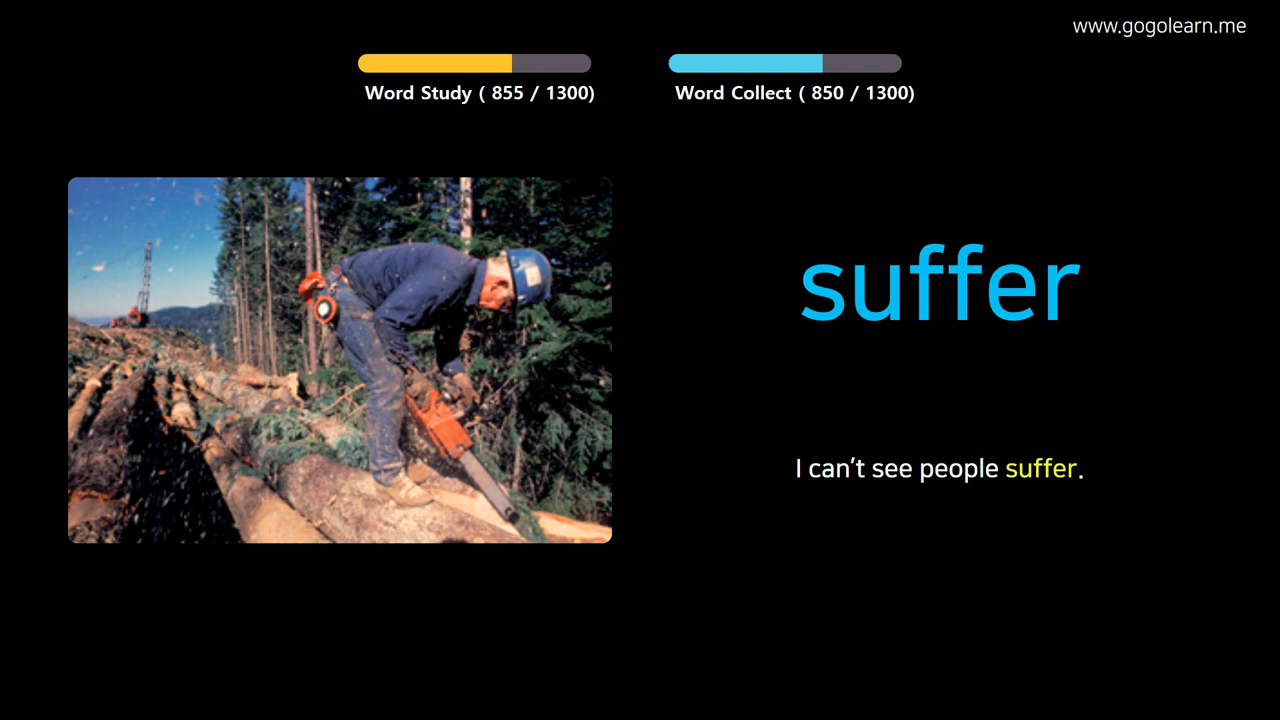 www.gogolearn.me
Word Study ( 855 / 1300)
Word Collect ( 850 / 1300)
suffer
I can't see people suffer.